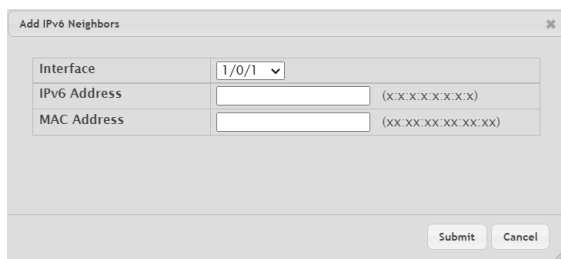 Add IPv6 Neighbors
Interface 1/0/1
IPv6 Address (x:x:x:x:x:x:x:x)
MAC Address (xx:xx:xx:xx:xx:xx)
Submit Cancel